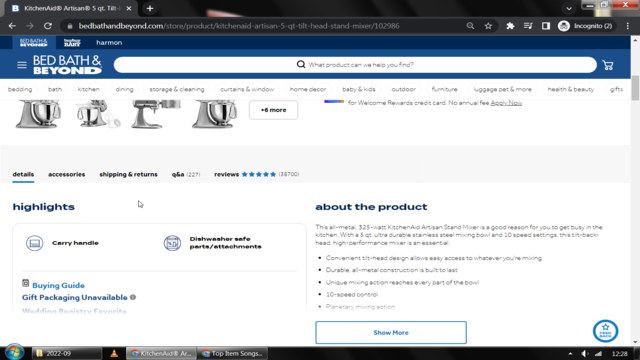 KitchenAid® Artisan® 5 qt. Tilt-H
bedbathandbeyond.com/store/product/kitchenaid-artisan-5-qt-tilt-head-stand-mixer/102986
Incognito (2)
BED BATH & BEYOND
buybuy BABY
harmon
BED BATH &
BEYOND
What product can we help you find?
bedding bath kitchen dining storage & cleaning curtains & window home decor baby & kids outdoor furniture luggage pet & more health & beauty gifts
+6 more
for Welcome Rewards credit card. No annual fee Apply Now
details accessories shipping & returns q&a (227) reviews (38700)
highlights
Carry handle
Dishwasher safe
parts/attachments
Buying Guide
Gift Packaging Unavailable
Wedding Registry Favorite
about the product
This all-metal, 325-watt KitchenAid Artisan Stand Mixer is a good reason for you to get busy in the
kitchen. With a 5 qt. ultra durable stainless steel mixing bowl and 10 speed settings, this tilt-back-
head, high-performance mixer is an essential.
• Convenient tilt-head design allows easy access to whatever you're mixing
• Durable, all-metal construction is built to last
• Unique mixing action reaches every part of the bowl
• 10-speed control
• Planetary mixing action
Show More
FEED
BACK
2022-09
KitchenAid® Ar...
Top Item Songs...
12:28